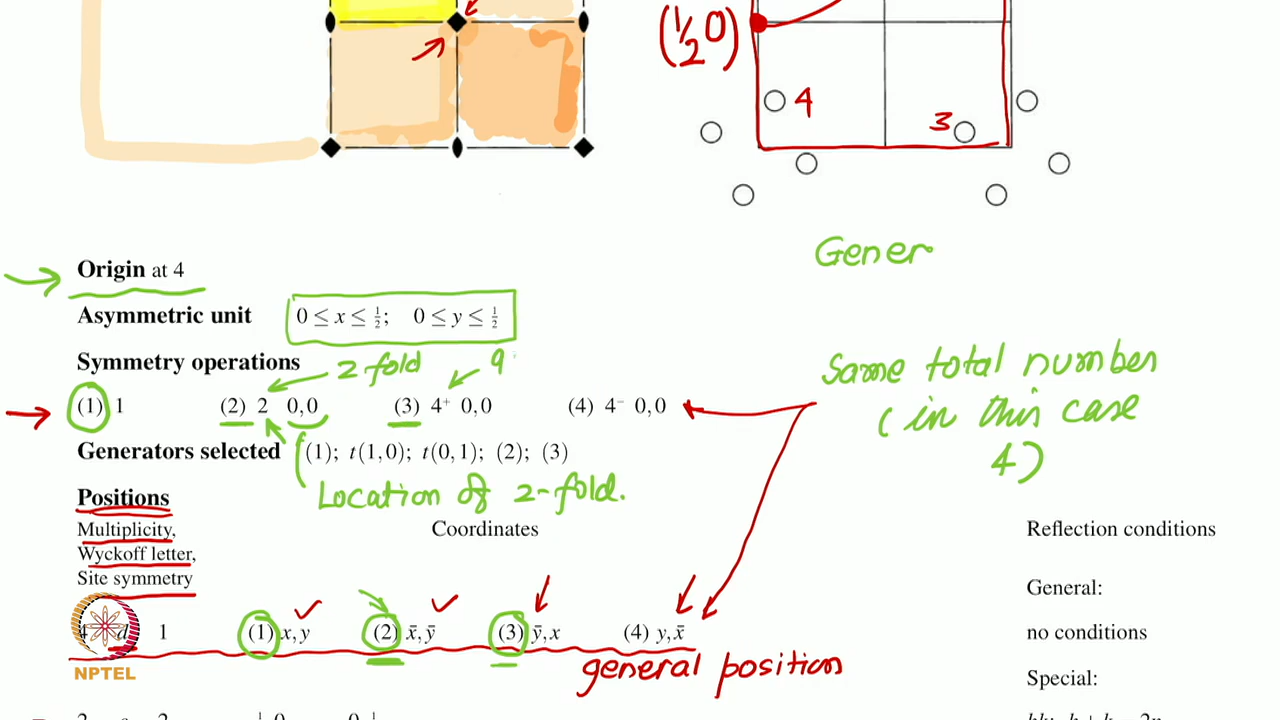 (½ 0)
4
3
Gener
Origin at 4
Asymmetric unit 0 ≤ x ≤ ½; 0 ≤ y ≤ ½
Symmetry operations
2-fold
9
(1) 1 (2) 2 0,0 (3) 4⁺ 0,0 (4) 4⁻ 0,0
Same total number
(in this case
4)
Generators selected (1); t(1,0); t(0,1); (2); (3)
Location of 2-fold.
Positions
Multiplicity,
Wyckoff letter,
Site symmetry
Coordinates
Reflection conditions
General:
4 d 1 (1) x,y (2) x̄,ȳ (3) ȳ,x (4) y,x̄
no conditions
general position
NPTEL
Special: